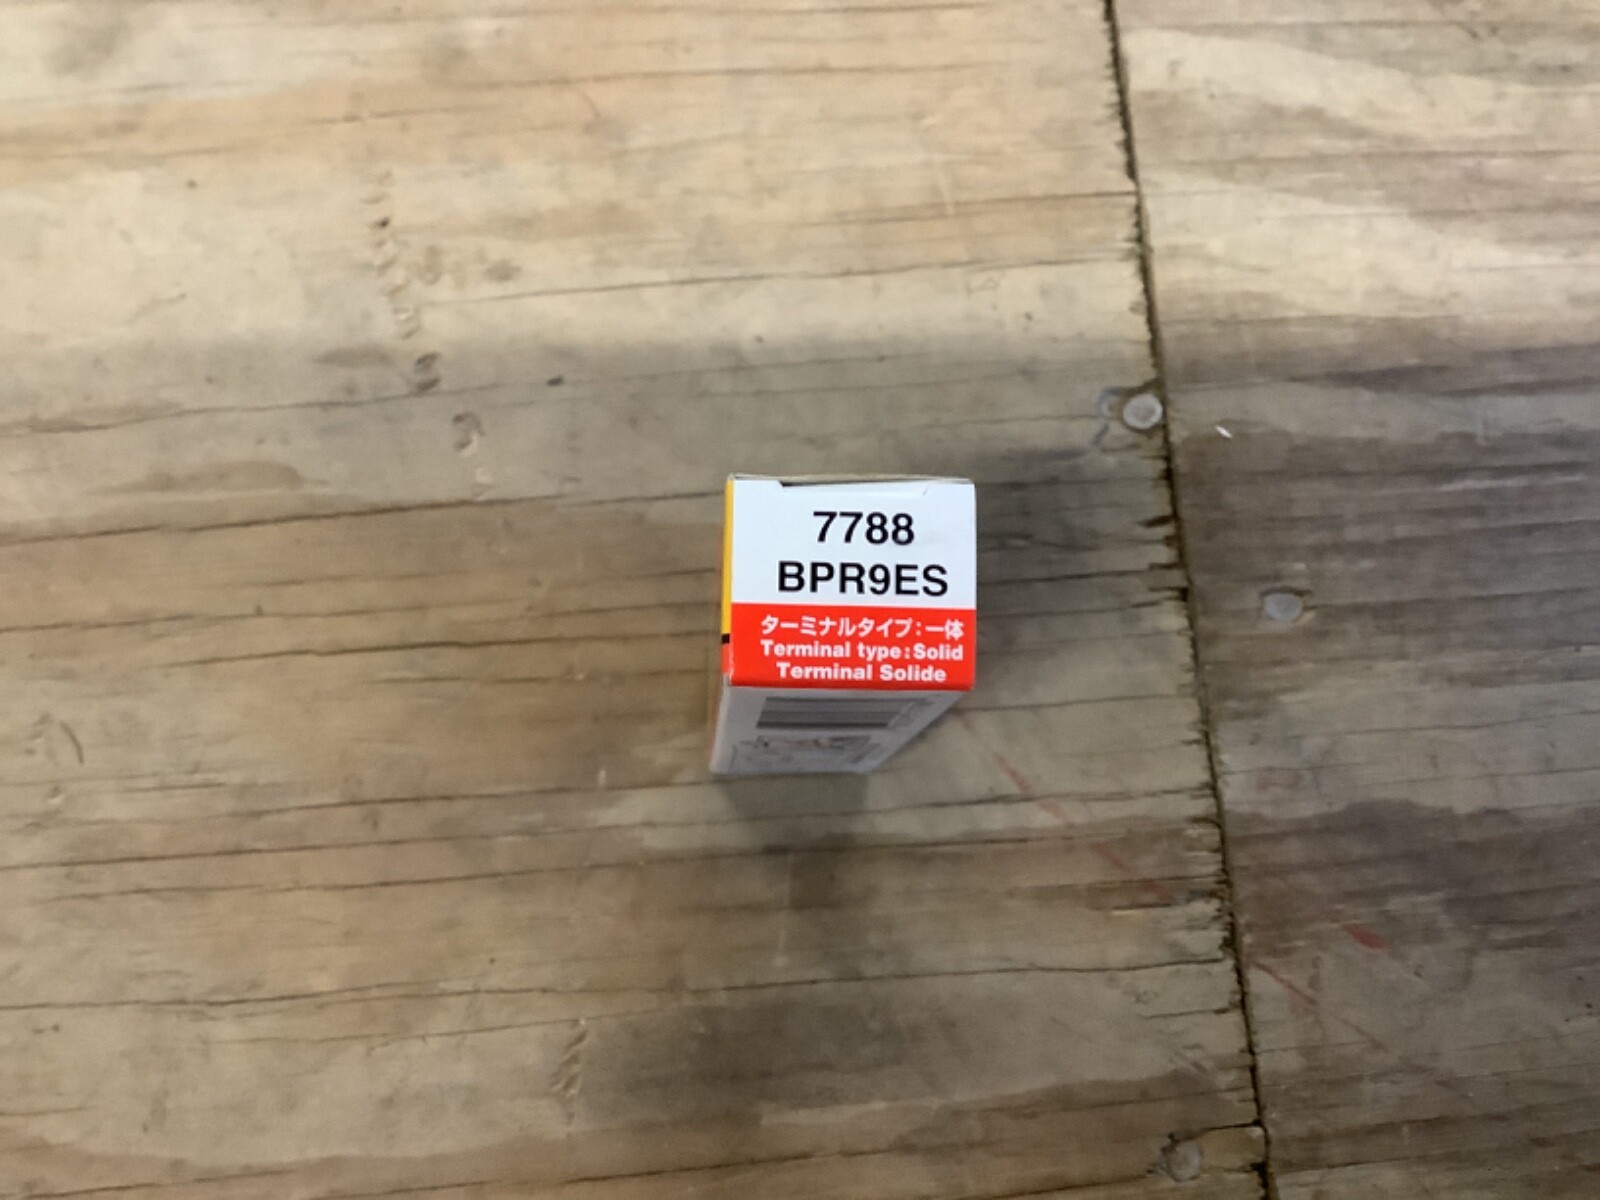 7788
BPR9ES
ターミナルタイプ:一体
Terminal type:Solid
Terminal Solide